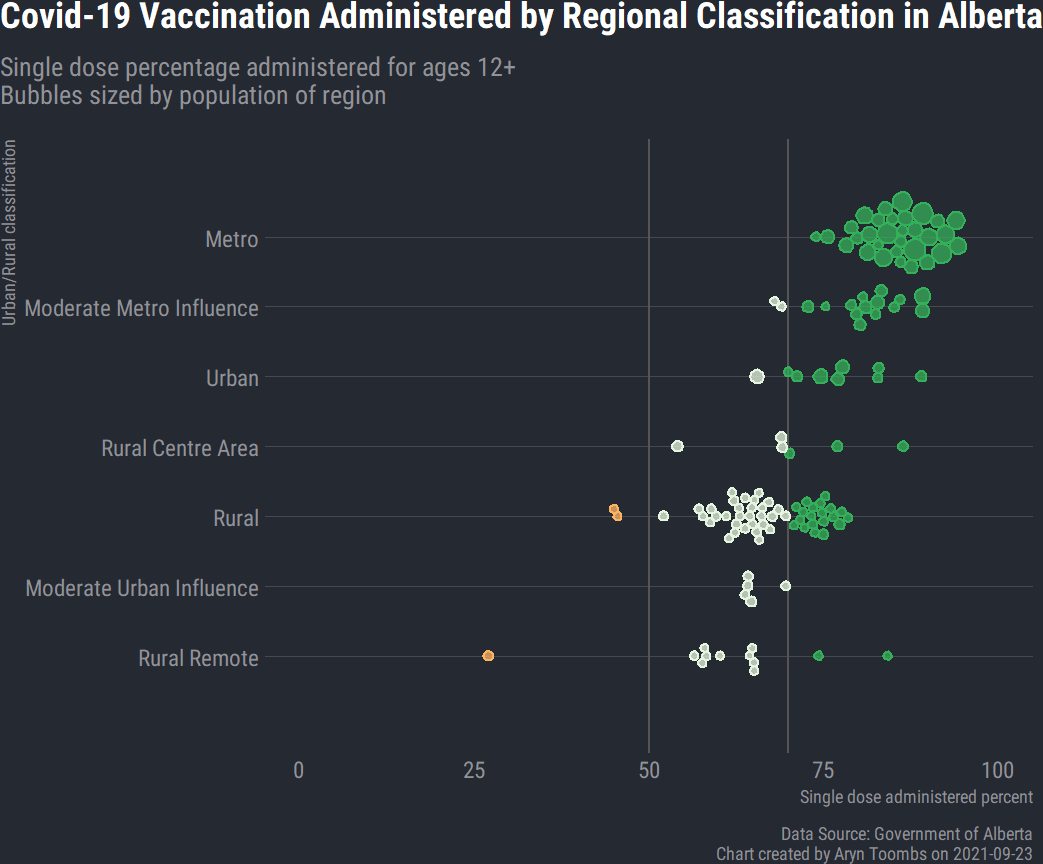 Covid-19 Vaccination Administered by Regional Classification in Alberta
Single dose percentage administered for ages 12+
Bubbles sized by population of region
Urban/Rural classification
Metro
Moderate Metro Influence
Urban
Rural Centre Area
Rural
Moderate Urban Influence
Rural Remote
0 25 50 75 100
Single dose administered percent
Data Source: Government of Alberta
Chart created by Aryn Toombs on 2021-09-23